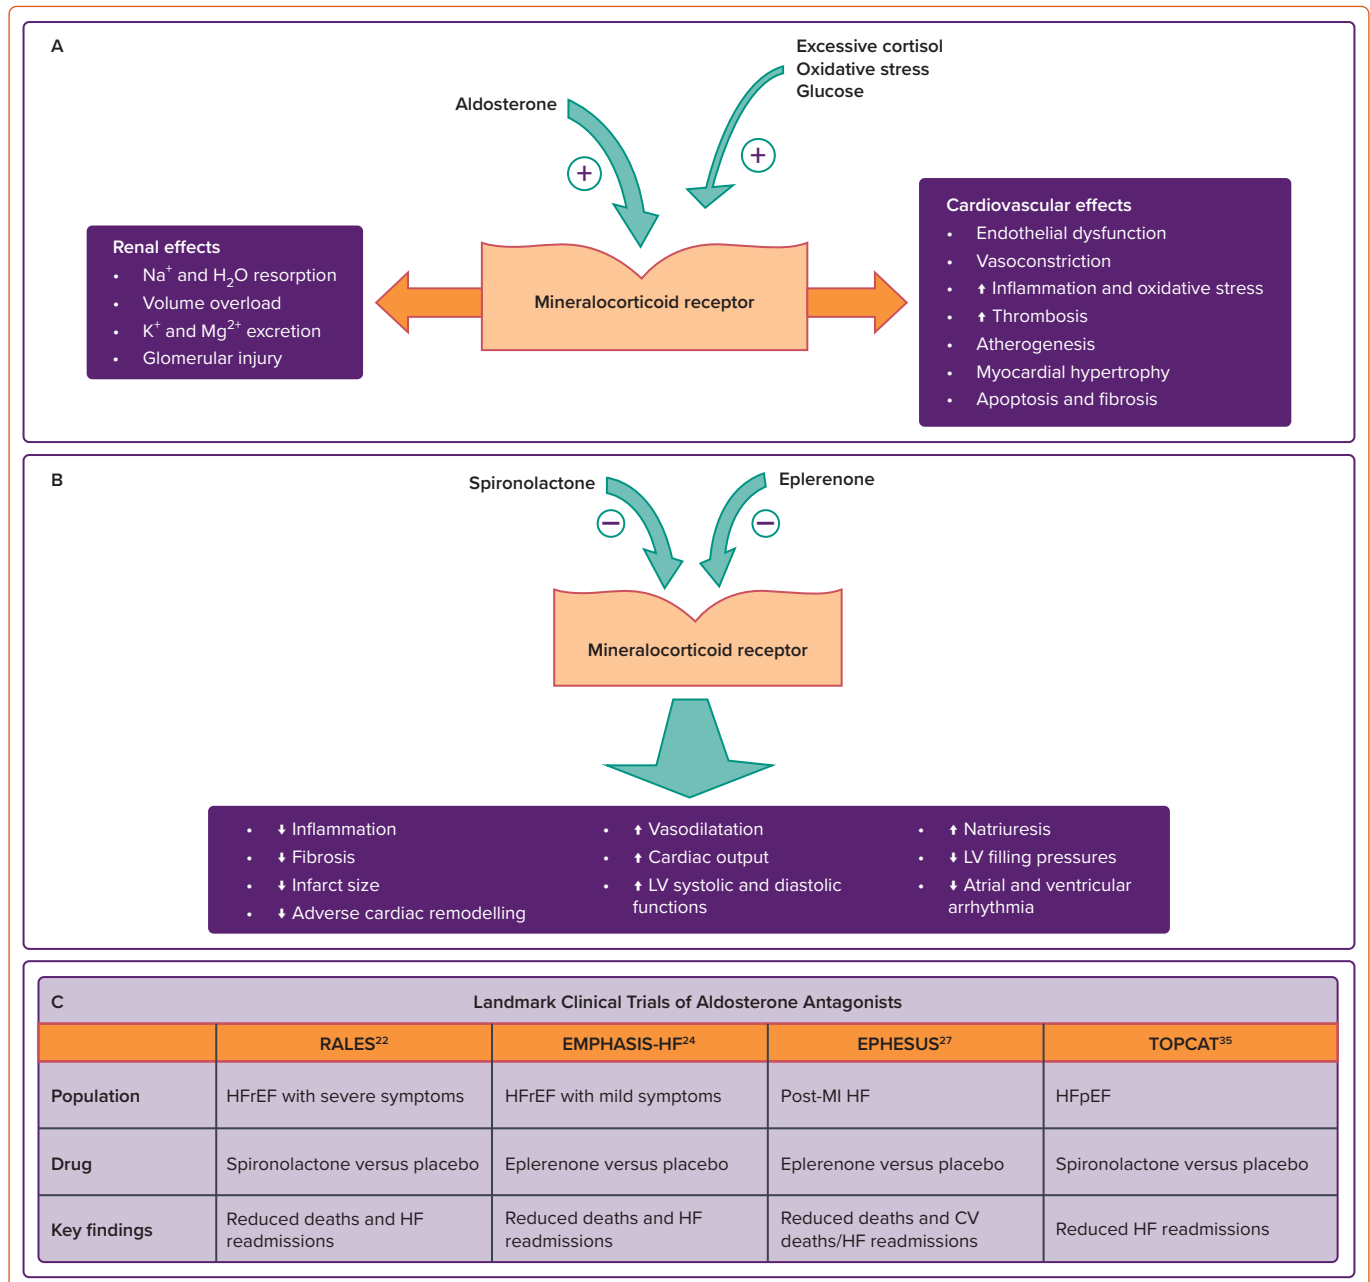 A
Excessive cortisol
Oxidative stress
Glucose
Aldosterone
+
+
Renal effects
• Na⁺ and H₂O resorption
• Volume overload
• K⁺ and Mg²⁺ excretion
• Glomerular injury
Mineralocorticoid receptor
Cardiovascular effects
• Endothelial dysfunction
• Vasoconstriction
• ↑ Inflammation and oxidative stress
• ↑ Thrombosis
• Atherogenesis
• Myocardial hypertrophy
• Apoptosis and fibrosis
B
Spironolactone
Eplerenone
−
−
Mineralocorticoid receptor
• ↓ Inflammation
• ↓ Fibrosis
• ↓ Infarct size
• ↓ Adverse cardiac remodelling
• ↑ Vasodilatation
• ↑ Cardiac output
• ↑ LV systolic and diastolic
functions
• ↑ Natriuresis
• ↓ LV filling pressures
• ↓ Atrial and ventricular
arrhythmia
C Landmark Clinical Trials of Aldosterone Antagonists
RALES²² EMPHASIS-HF²⁴ EPHESUS²⁷ TOPCAT³⁵
Population HFrEF with severe symptoms HFrEF with mild symptoms Post-MI HF HFpEF
Drug Spironolactone versus placebo Eplerenone versus placebo Eplerenone versus placebo Spironolactone versus placebo
Key findings
Reduced deaths and HF
readmissions
Reduced deaths and HF
readmissions
Reduced deaths and CV
deaths/HF readmissions
Reduced HF readmissions